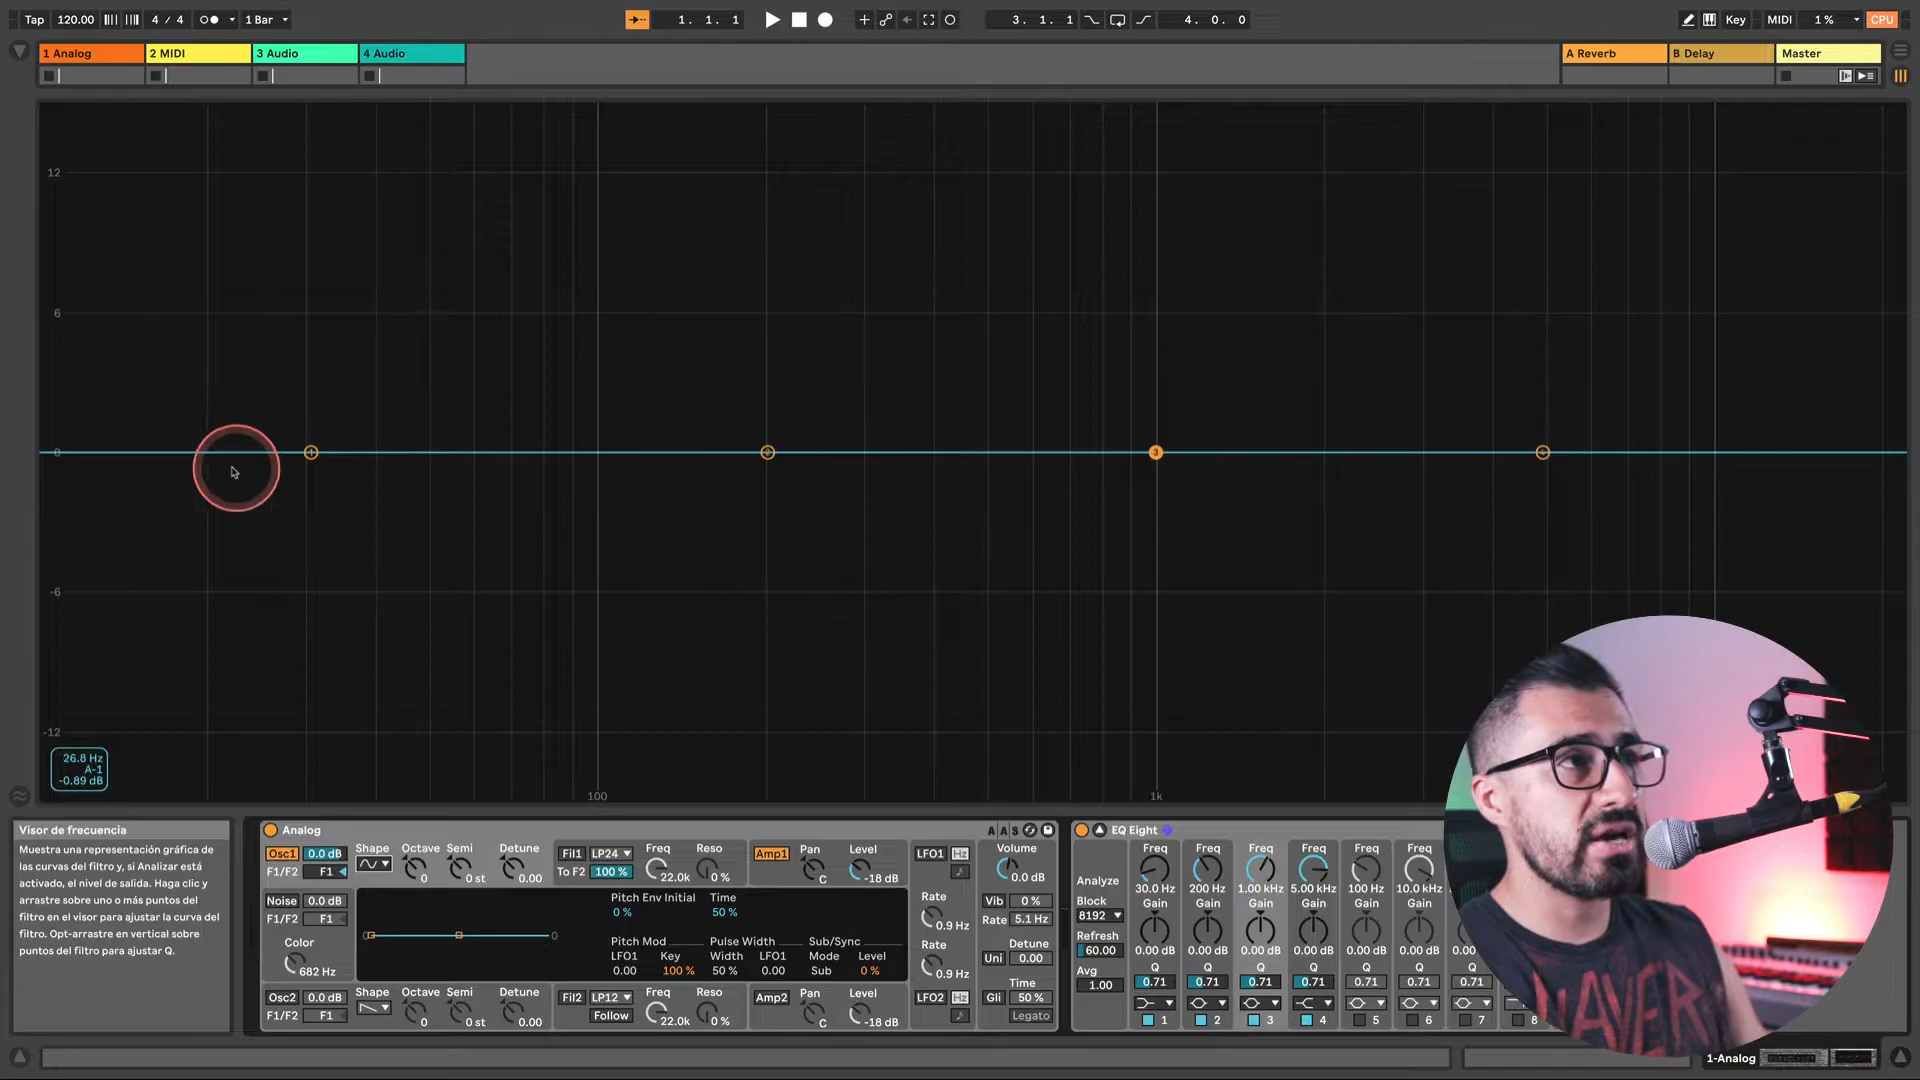 Tap 120.00 4 / 4 1 Bar 1. 1. 1 3. 1. 1 4. 0. 0 Key MIDI 1 % CPU
1 Analog 2 MIDI 3 Audio 4 Audio A Reverb B Delay Master
12
6
0
-6
-12
1 2 3 4
26.8 Hz
A-1
-0.89 dB
100 1k
Visor de frecuencia
Muestra una representación gráfica de
las curvas del filtro y, si Analizar está
activado, el nivel de salida. Haga clic y
arrastre sobre uno o más puntos del
filtro en el visor para ajustar la curva del
filtro. Opt-arrastre en vertical sobre
puntos del filtro para ajustar Q.
Analog A A S
Osc1 0.0 dB Shape Octave Semi Detune
F1/F2 F1 0 0 st 0.00
Fil1 LP24 Freq Reso
To F2 100 % 22.0k 0 %
Amp1 Pan Level
C -18 dB
LFO1 Hz
Volume
0.0 dB
Noise 0.0 dB
F1/F2 F1
Color
682 Hz
0 0
Pitch Env Initial Time
0 % 50 %
Pitch Mod Pulse Width Sub/Sync
LFO1 Key Width LFO1 Mode Level
0.00 100 % 50 % 0.00 Sub 0 %
Rate
0.9 Hz
Rate
0.9 Hz
Vib 0 %
Rate 5.1 Hz
Detune
Uni 0.00
Time
Gli 50 %
Legato
Osc2 0.0 dB Shape Octave Semi Detune
F1/F2 F1 0 0 st 0.00
Fil2 LP12 Freq Reso
Follow 22.0k 0 %
Amp2 Pan Level
C -18 dB
LFO2 Hz
EQ Eight
Analyze
Block
8192
Refresh
60.00
Avg
1.00
Freq Freq Freq Freq Freq Freq
30.0 Hz 200 Hz 1.00 kHz 5.00 kHz 100 Hz 10.0 kHz
Gain Gain Gain Gain Gain Gain
0.00 dB 0.00 dB 0.00 dB 0.00 dB 0.00 dB 0.00 dB
Q Q Q Q Q Q Q
0.71 0.71 0.71 0.71 0.71 0.71 0.71
1 2 3 4 5 6 7 8
1-Analog